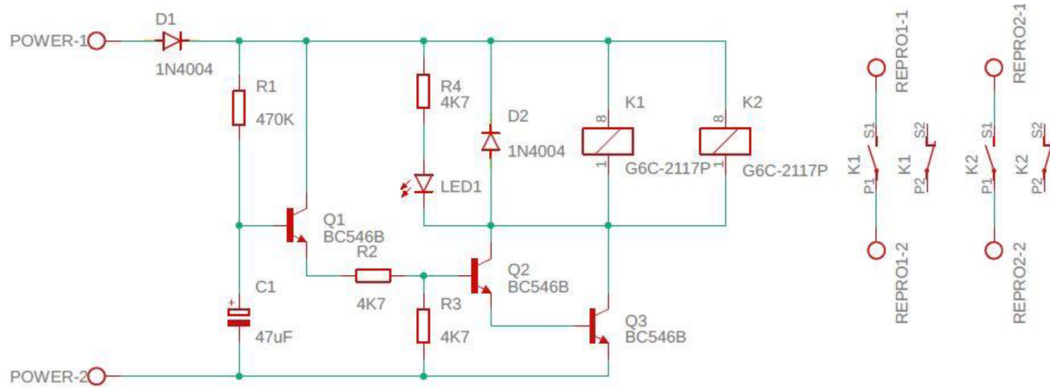 D1
POWER-1
1N4004
R1
470K
R4
4K7
D2
1N4004
K1
8
1
G6C-2117P
K2
8
1
G6C-2117P
LED1
Q1
BC546B
R2
4K7
Q2
BC546B
C1
+
47uF
R3
4K7
Q3
BC546B
POWER-2
REPRO1-1
S1
K1
P1
S2
K1
P2
REPRO1-2
REPRO2-1
S1
K2
P1
S2
K2
P2
REPRO2-2